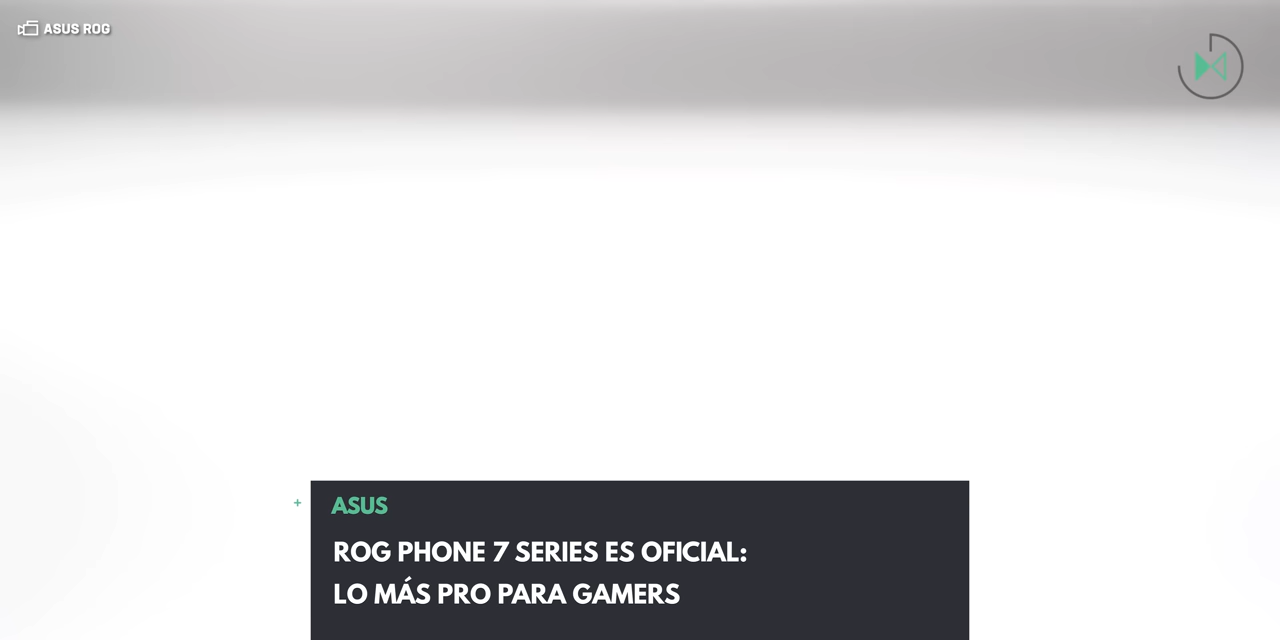 ASUS ROG
ASUS
ROG PHONE 7 SERIES ES OFICIAL:
LO MÁS PRO PARA GAMERS